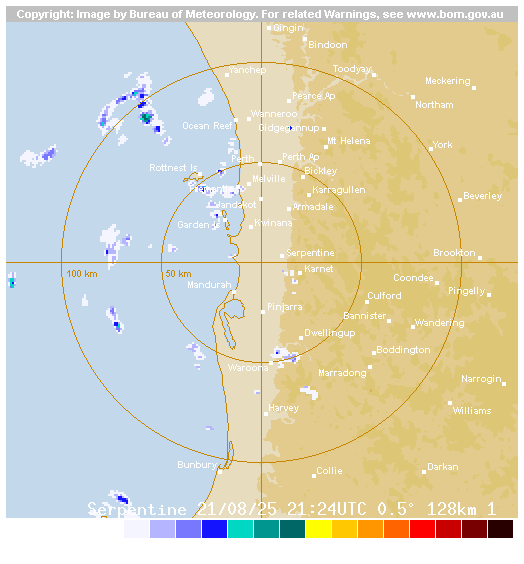 Copyright: Image by Bureau of Meteorology. For related Warnings, see www.bom.gov.au
Gingin
Bindoon
Yanchep
Toodyay
Meckering
Pearce Ap
Northam
Wanneroo
Ocean Reef
Gidgegannup
Mt Helena
York
Perth
Perth Ap
Rottnest Is
Bickley
Melville
Karragullen
Beverley
Jandakot
Armadale
Garden Is
Kwinana
Serpentine
Brookton
100 km
50 km
Karnet
Coondee
Mandurah
Pingelly
Culford
Pinjarra
Bannister
Wandering
Dwellingup
Boddington
Waroona
Marradong
Narrogin
Harvey
Williams
Bunbury
Collie
Darkan
Serpentine 21/08/25 21:24UTC 0.5° 128km 1